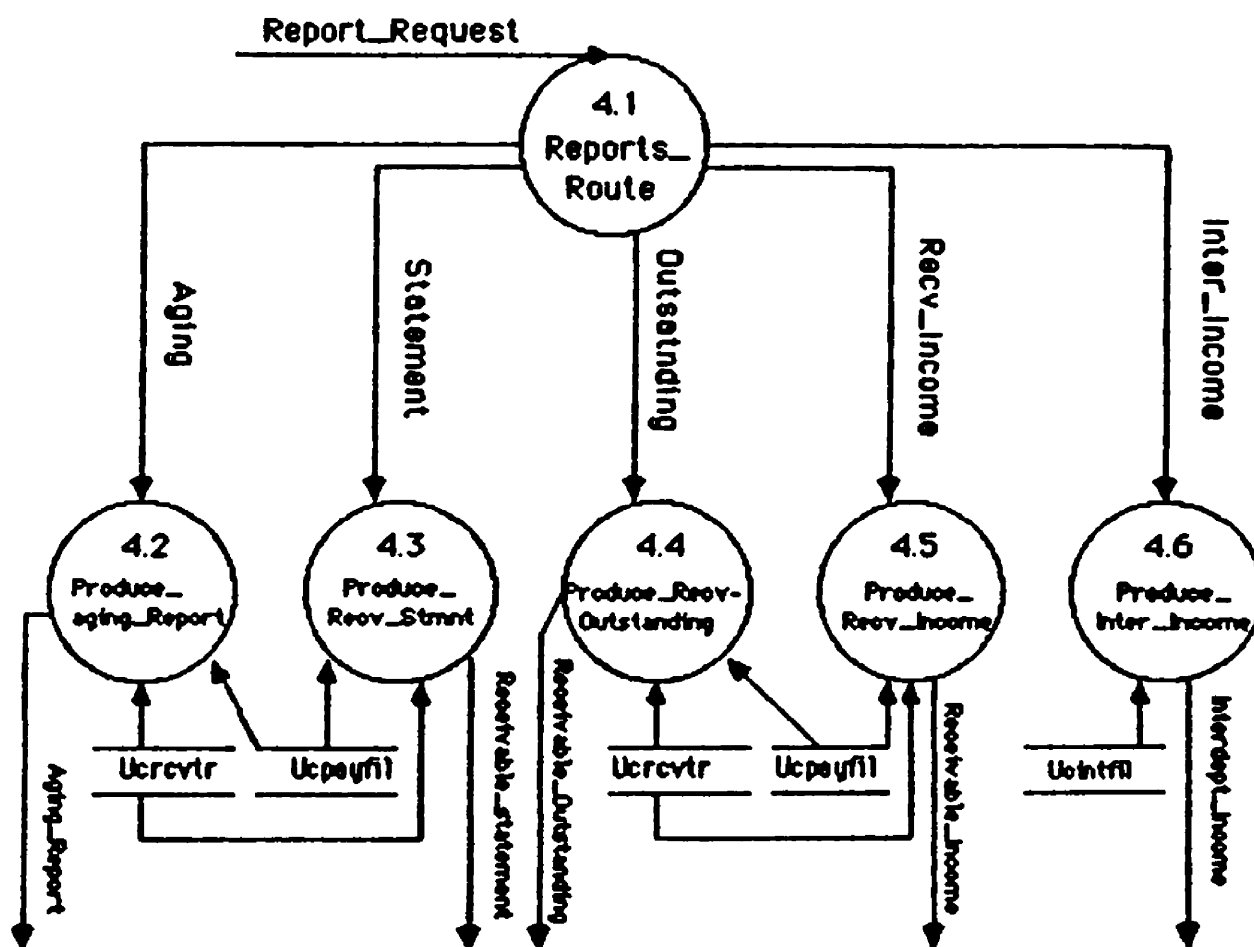 Report_Request
4.1
Reports_
Route
Aging
Statement
Outsatnding
Recv_Income
Inter_Income
4.2
Produce_
aging_Report
4.3
Produce_
Recv_Stmnt
4.4
Produce_Recv-
Outstanding
4.5
Produce_
Recv_Income
4.6
Produce_
Inter_Income
Ucrcvtr
Ucpayfil
Ucrcvtr
Ucpayfil
Ucintfil
Aging_Report
Receivable_statement
Receivable_Outstanding
Receivable_Income
Interdept_Income